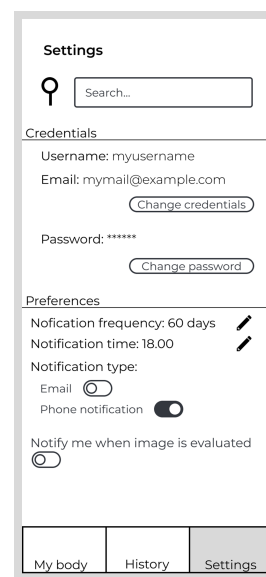 Settings
Search...
Credentials
Username: myusername
Email: mymail@example.com
Change credentials
Password: ******
Change password
Preferences
Nofication frequency: 60 days
Notification time: 18.00
Notification type:
Email
Phone notification
Notify me when image is evaluated
My body History Settings